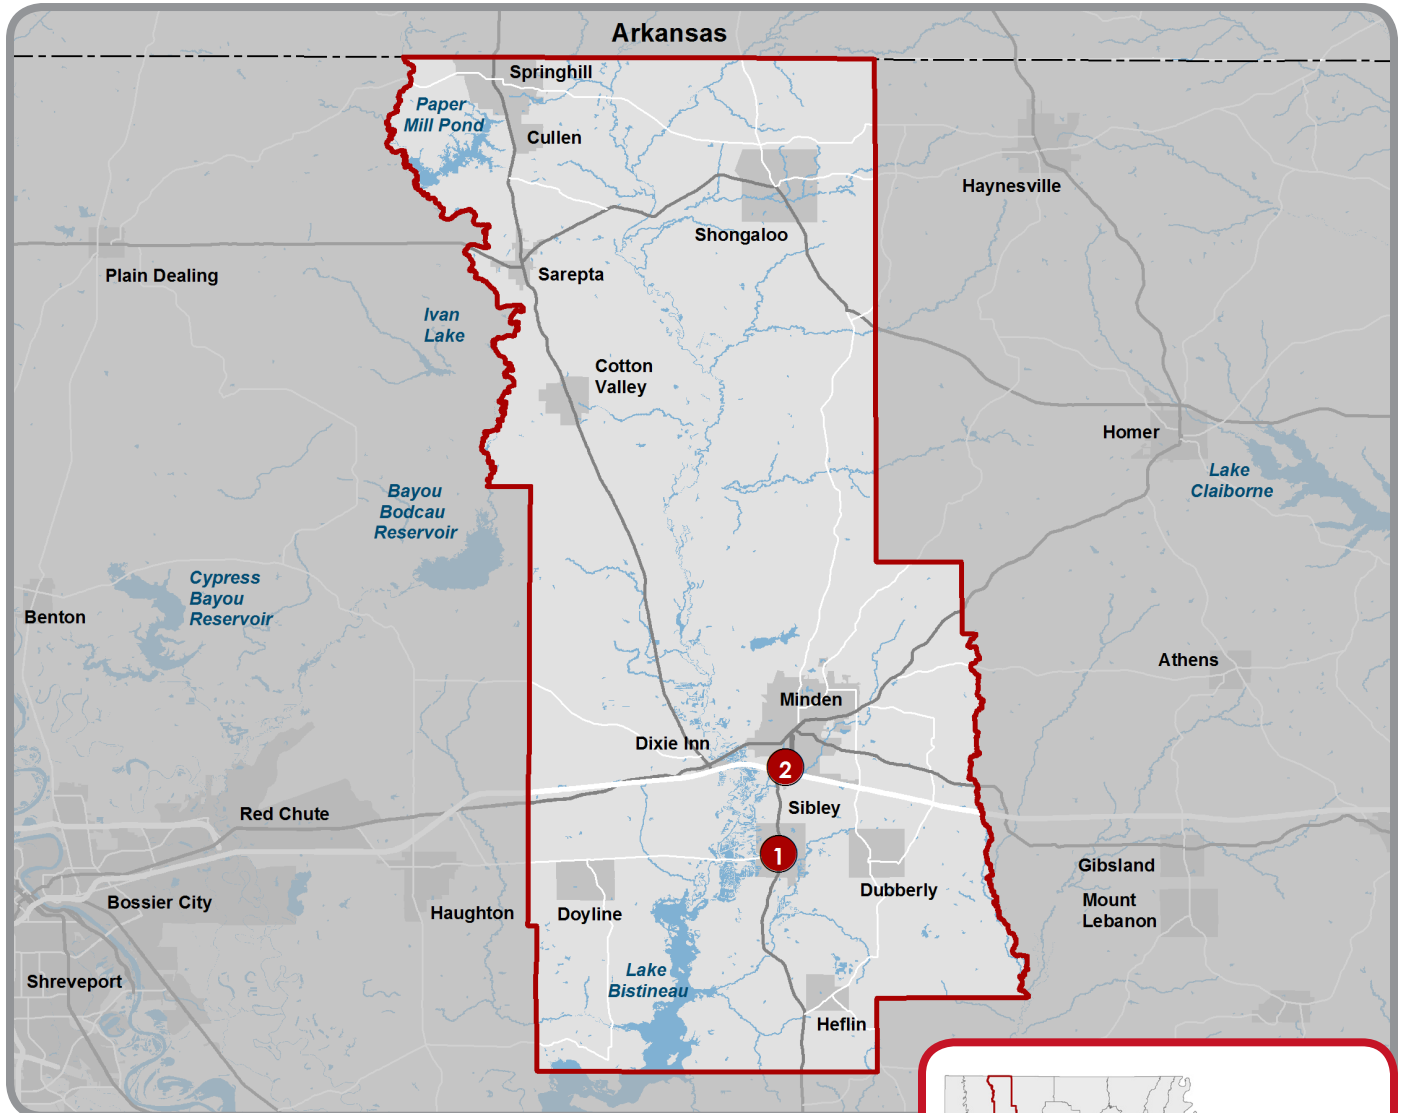 Arkansas
Springhill
Paper
Mill Pond
Cullen
Haynesville
Shongaloo
Plain Dealing
Sarepta
Ivan
Lake
Cotton
Valley
Homer
Lake
Claiborne
Bayou
Bodcau
Reservoir
Cypress
Bayou
Reservoir
Benton
Athens
Minden
Dixie Inn
2
Sibley
Red Chute
1
Gibsland
Dubberly
Mount
Lebanon
Bossier City
Haughton
Doyline
Shreveport
Lake
Bistineau
Heflin